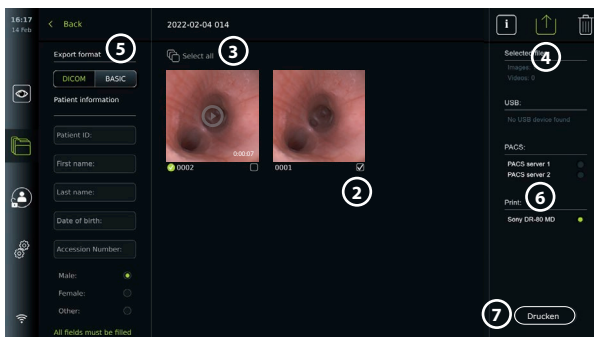 16:17
14 Feb
Back
2022-02-04 014
i
Export format
5
DICOM
BASIC
Patient information
Patient ID:
First name:
Last name:
Date of birth:
Accession Number:
Male:
Female:
Other:
All fields must be filled
Select all
3
0:00:07
0002
0001
2
Selected files:
4
Images:
Videos: 0
USB:
No USB device found
PACS:
PACS server 1
PACS server 2
Print:
6
Sony DR-80 MD
7
Drucken